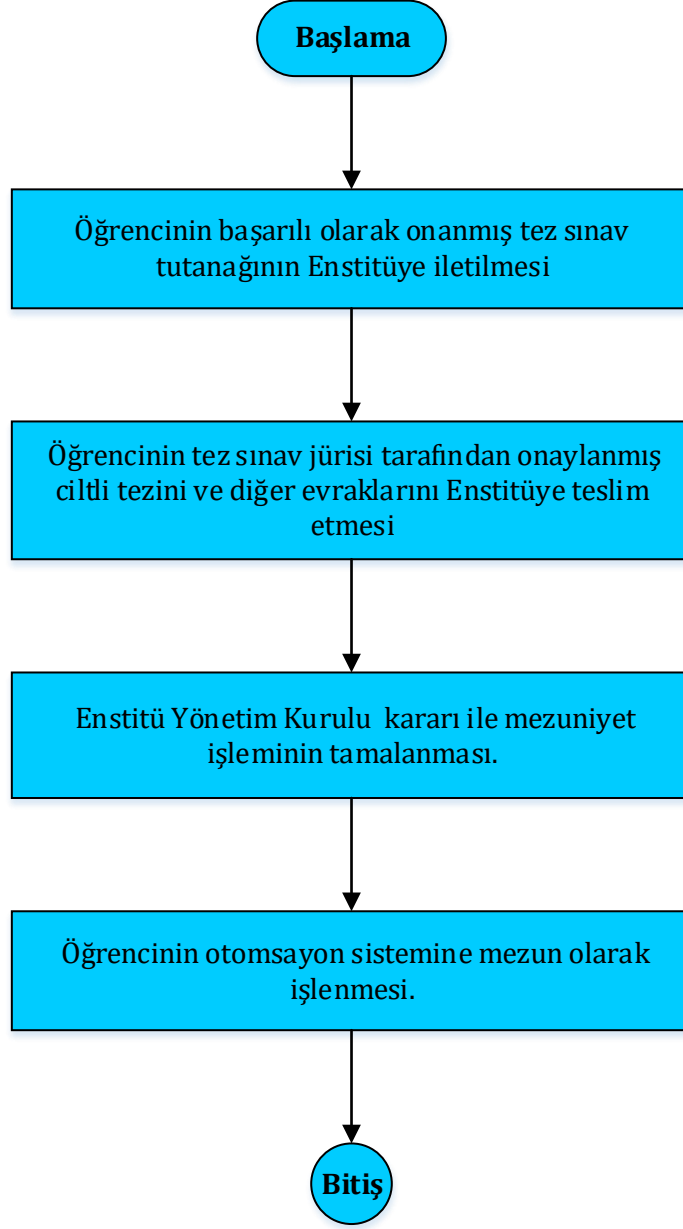 Başlama
Öğrencinin başarılı olarak onanmış tez sınav
tutanağının Enstitüye iletilmesi
Öğrencinin tez sınav jürisi tarafından onaylanmış
ciltli tezini ve diğer evraklarını Enstitüye teslim
etmesi
Enstitü Yönetim Kurulu  kararı ile mezuniyet
işleminin tamalanması.
Öğrencinin otomsayon sistemine mezun olarak
işlenmesi.
Bitiş